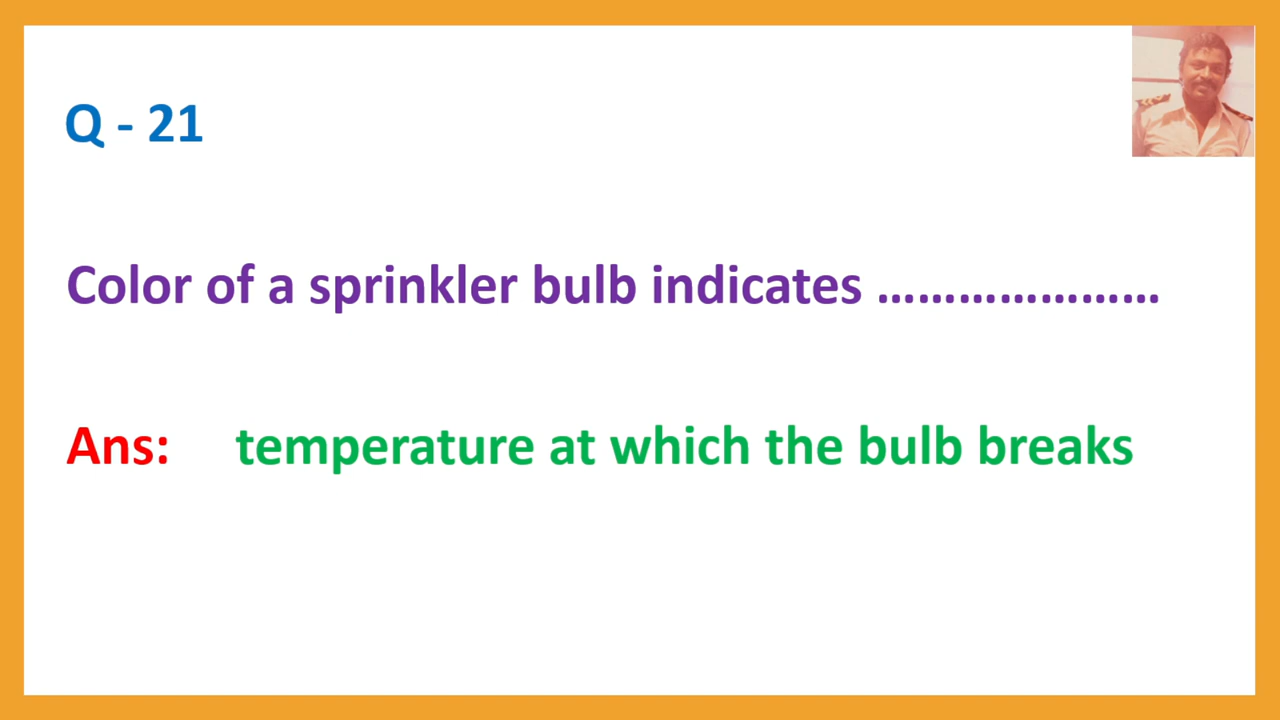 Q - 21
Color of a sprinkler bulb indicates …………………
Ans: temperature at which the bulb breaks